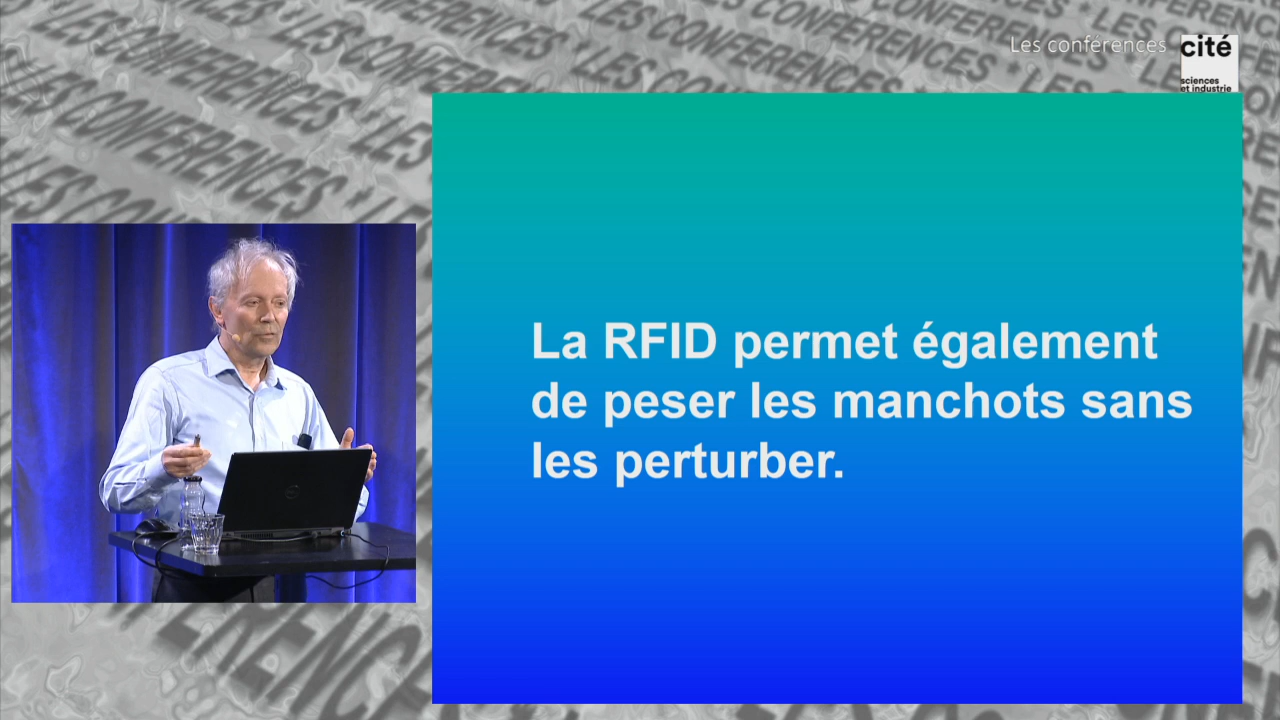 Les conférences
cité
sciences
et industrie
La RFID permet également
de peser les manchots sans
les perturber.